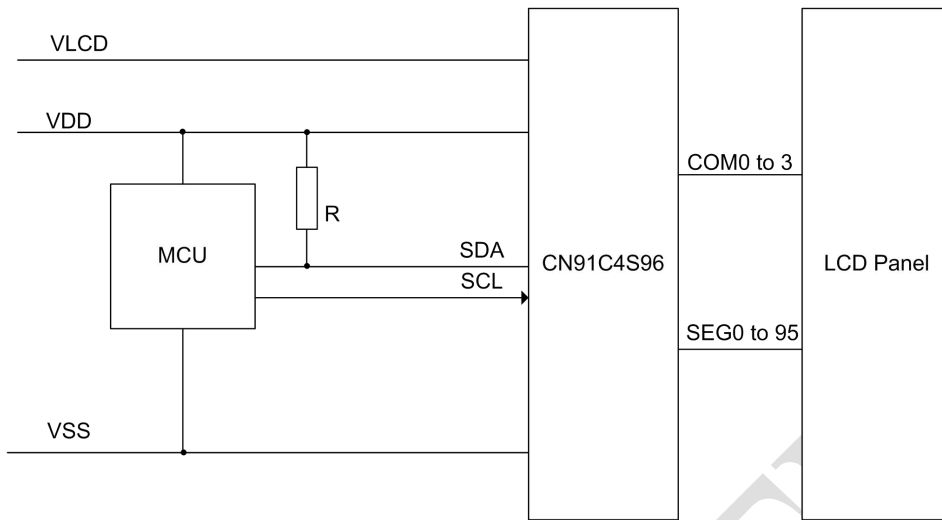 VLCD
VDD
COM0 to 3
R
MCU
SDA
CN91C4S96
LCD Panel
SCL
SEG0 to 95
VSS